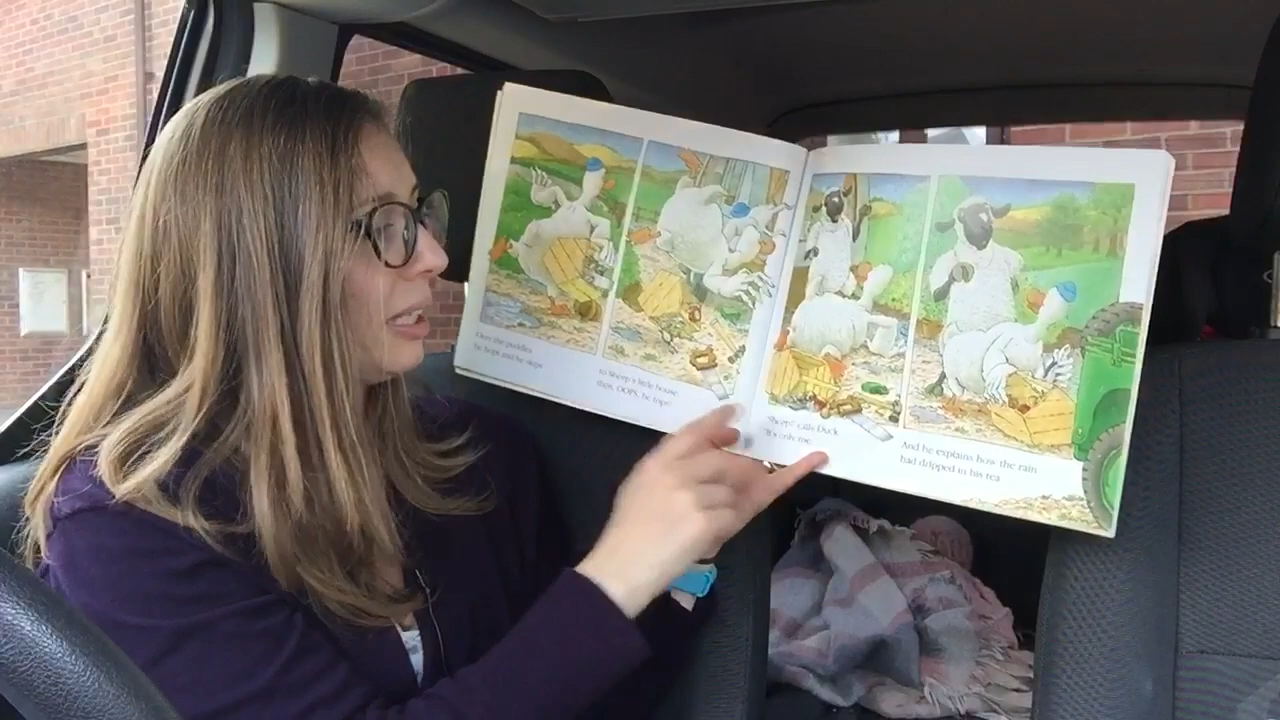 Over the puddles
he hops and he skips
to Sheep's little house,
then, OOPS, he trips!
"Beep!" calls Duck
"It's only me."
And he explains how the rain
had dripped in his tea